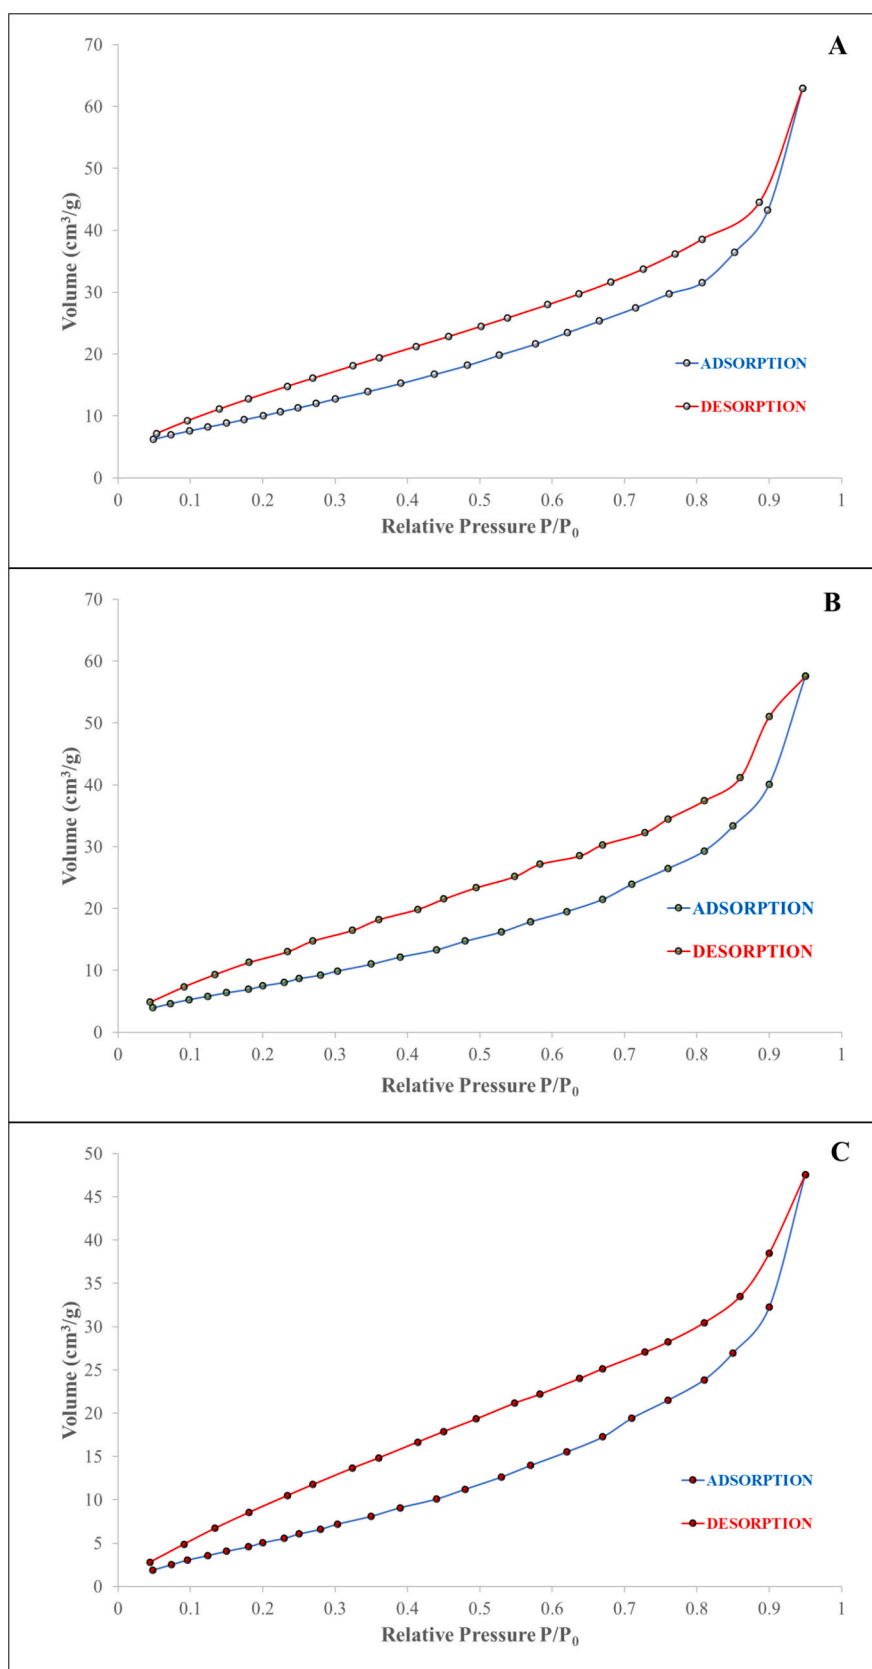 A
70
60
50
40
30
20
10
0
Volume (cm³/g)
ADSORPTION
DESORPTION
0 0.1 0.2 0.3 0.4 0.5 0.6 0.7 0.8 0.9 1
Relative Pressure P/P₀
B
70
60
50
40
30
20
10
0
Volume (cm³/g)
ADSORPTION
DESORPTION
0 0.1 0.2 0.3 0.4 0.5 0.6 0.7 0.8 0.9 1
Relative Pressure P/P₀
C
50
45
40
35
30
25
20
15
10
5
0
Volume (cm³/g)
ADSORPTION
DESORPTION
0 0.1 0.2 0.3 0.4 0.5 0.6 0.7 0.8 0.9 1
Relative Pressure P/P₀